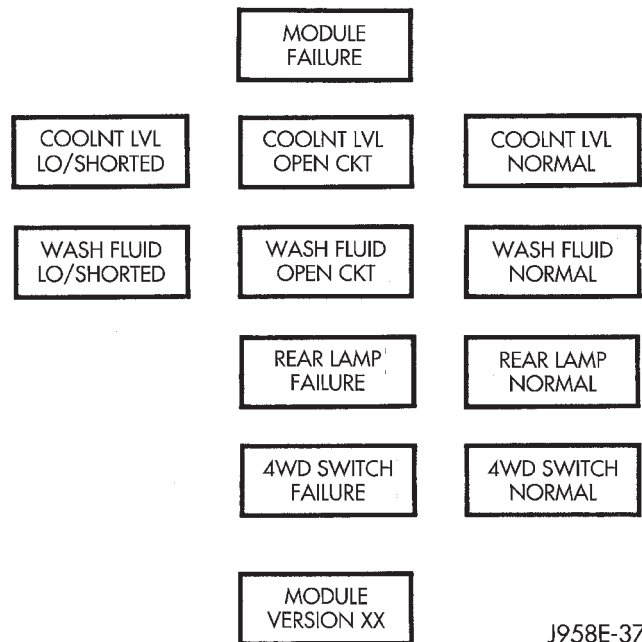 MODULE
FAILURE
COOLNT LVL
LO/SHORTED
COOLNT LVL
OPEN CKT
COOLNT LVL
NORMAL
WASH FLUID
LO/SHORTED
WASH FLUID
OPEN CKT
WASH FLUID
NORMAL
REAR LAMP
FAILURE
REAR LAMP
NORMAL
4WD SWITCH
FAILURE
4WD SWITCH
NORMAL
MODULE
VERSION XX
J958E-37